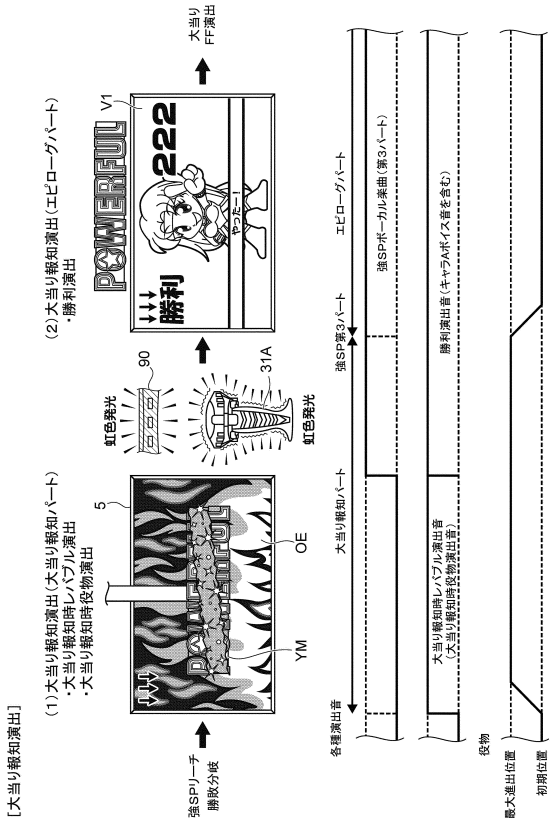 [大当り報知演出]
(1)大当り報知演出(大当り報知パート)
・大当り報知時レバブル演出
・大当り報知時役物演出
強SPリーチ
勝敗分岐
↓↓↓
5
POWERFUL
YM
OE
虹色発光
90
31A
虹色発光
(2)大当り報知演出(エピローグパート)
・勝利演出
POWERFUL
V1
↓↓↓
勝利
222
やったー!
大当り
FF演出
各種演出音
大当り報知パート
強SP第3パート
エピローグパート
強SPボーカル楽曲(第3パート)
大当り報知時レバブル演出音
(大当り報知時役物演出音)
勝利演出音(キャラAボイス音を含む)
役物
最大進出位置
初期位置